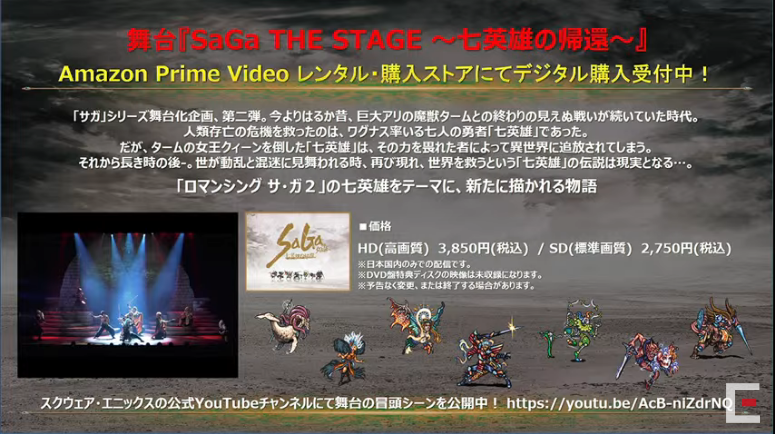 舞台『SaGa THE STAGE ～七英雄の帰還～』
Amazon Prime Video レンタル・購入ストアにてデジタル購入受付中！
「サガ」シリーズ舞台化企画、第二弾。今よりはるか昔、巨大アリの魔獣タームとの終わりの見えぬ戦いが続いていた時代。
人類存亡の危機を救ったのは、ワグナス率いる七人の勇者「七英雄」であった。
だが、タームの女王クィーンを倒した「七英雄」は、その力を畏れた者によって異世界に追放されてしまう。
それから長き時の後-。世が動乱と混迷に見舞われる時、再び現れ、世界を救うという「七英雄」の伝説は現実となる…。
「ロマンシング サ・ガ２」の七英雄をテーマに、新たに描かれる物語
SaGa
■価格
HD(高画質) 3,850円(税込) / SD(標準画質) 2,750円(税込)
※日本国内のみでの配信です。
※DVD盤特典ディスクの映像は未収録になります。
※予告なく変更、または終了する場合があります。
スクウェア・エニックスの公式YouTubeチャンネルにて舞台の冒頭シーンを公開中！ https://youtu.be/AcB-niZdrNQ